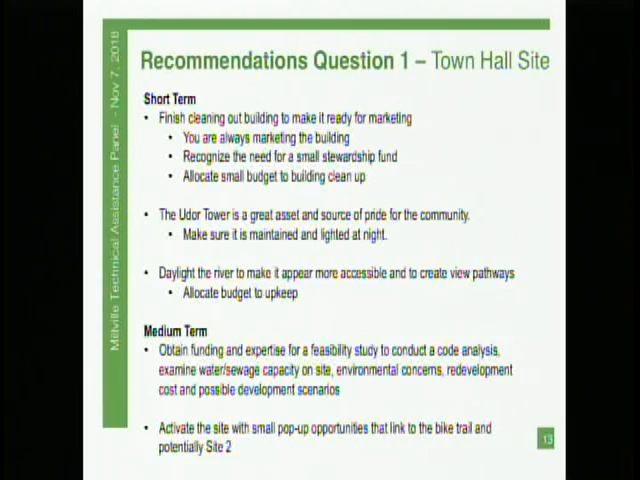 Millville Technical Assistance Panel - Nov 7, 2018
Recommendations Question 1 – Town Hall Site
Short Term
• Finish cleaning out building to make it ready for marketing
• You are always marketing the building
• Recognize the need for a small stewardship fund
• Allocate small budget to building clean up
• The Udor Tower is a great asset and source of pride for the community.
• Make sure it is maintained and lighted at night.
• Daylight the river to make it appear more accessible and to create view pathways
• Allocate budget to upkeep
Medium Term
• Obtain funding and expertise for a feasibility study to conduct a code analysis,
examine water/sewage capacity on site, environmental concerns, redevelopment
cost and possible development scenarios
• Activate the site with small pop-up opportunities that link to the bike trail and
potentially Site 2
13